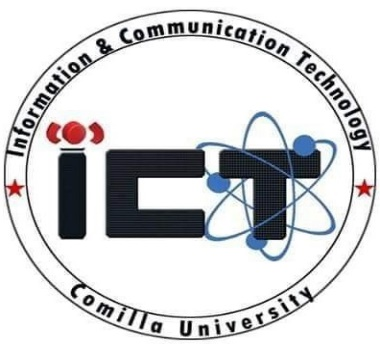 Information & Communication Technology
iCT
Comilla University